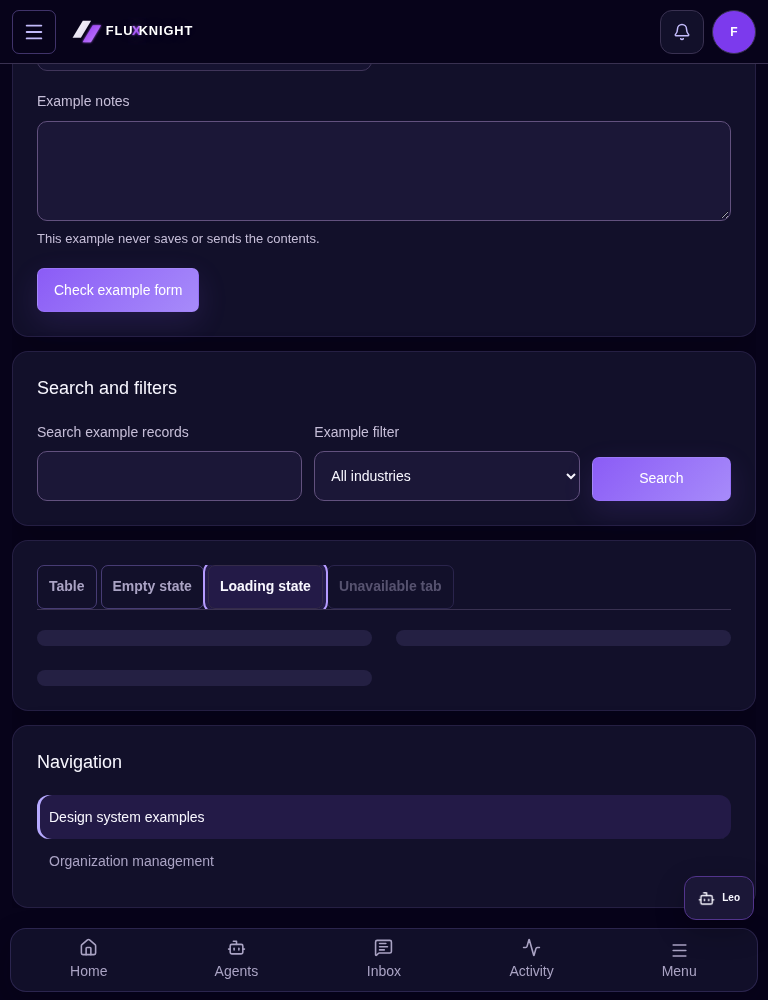 FLUXKNIGHT
F
Example notes
This example never saves or sends the contents.
Check example form
Search and filters
Search example records
Example filter
All industries
Search
Table
Empty state
Loading state
Unavailable tab
Navigation
Design system examples
Organization management
Leo
Home
Agents
Inbox
Activity
Menu